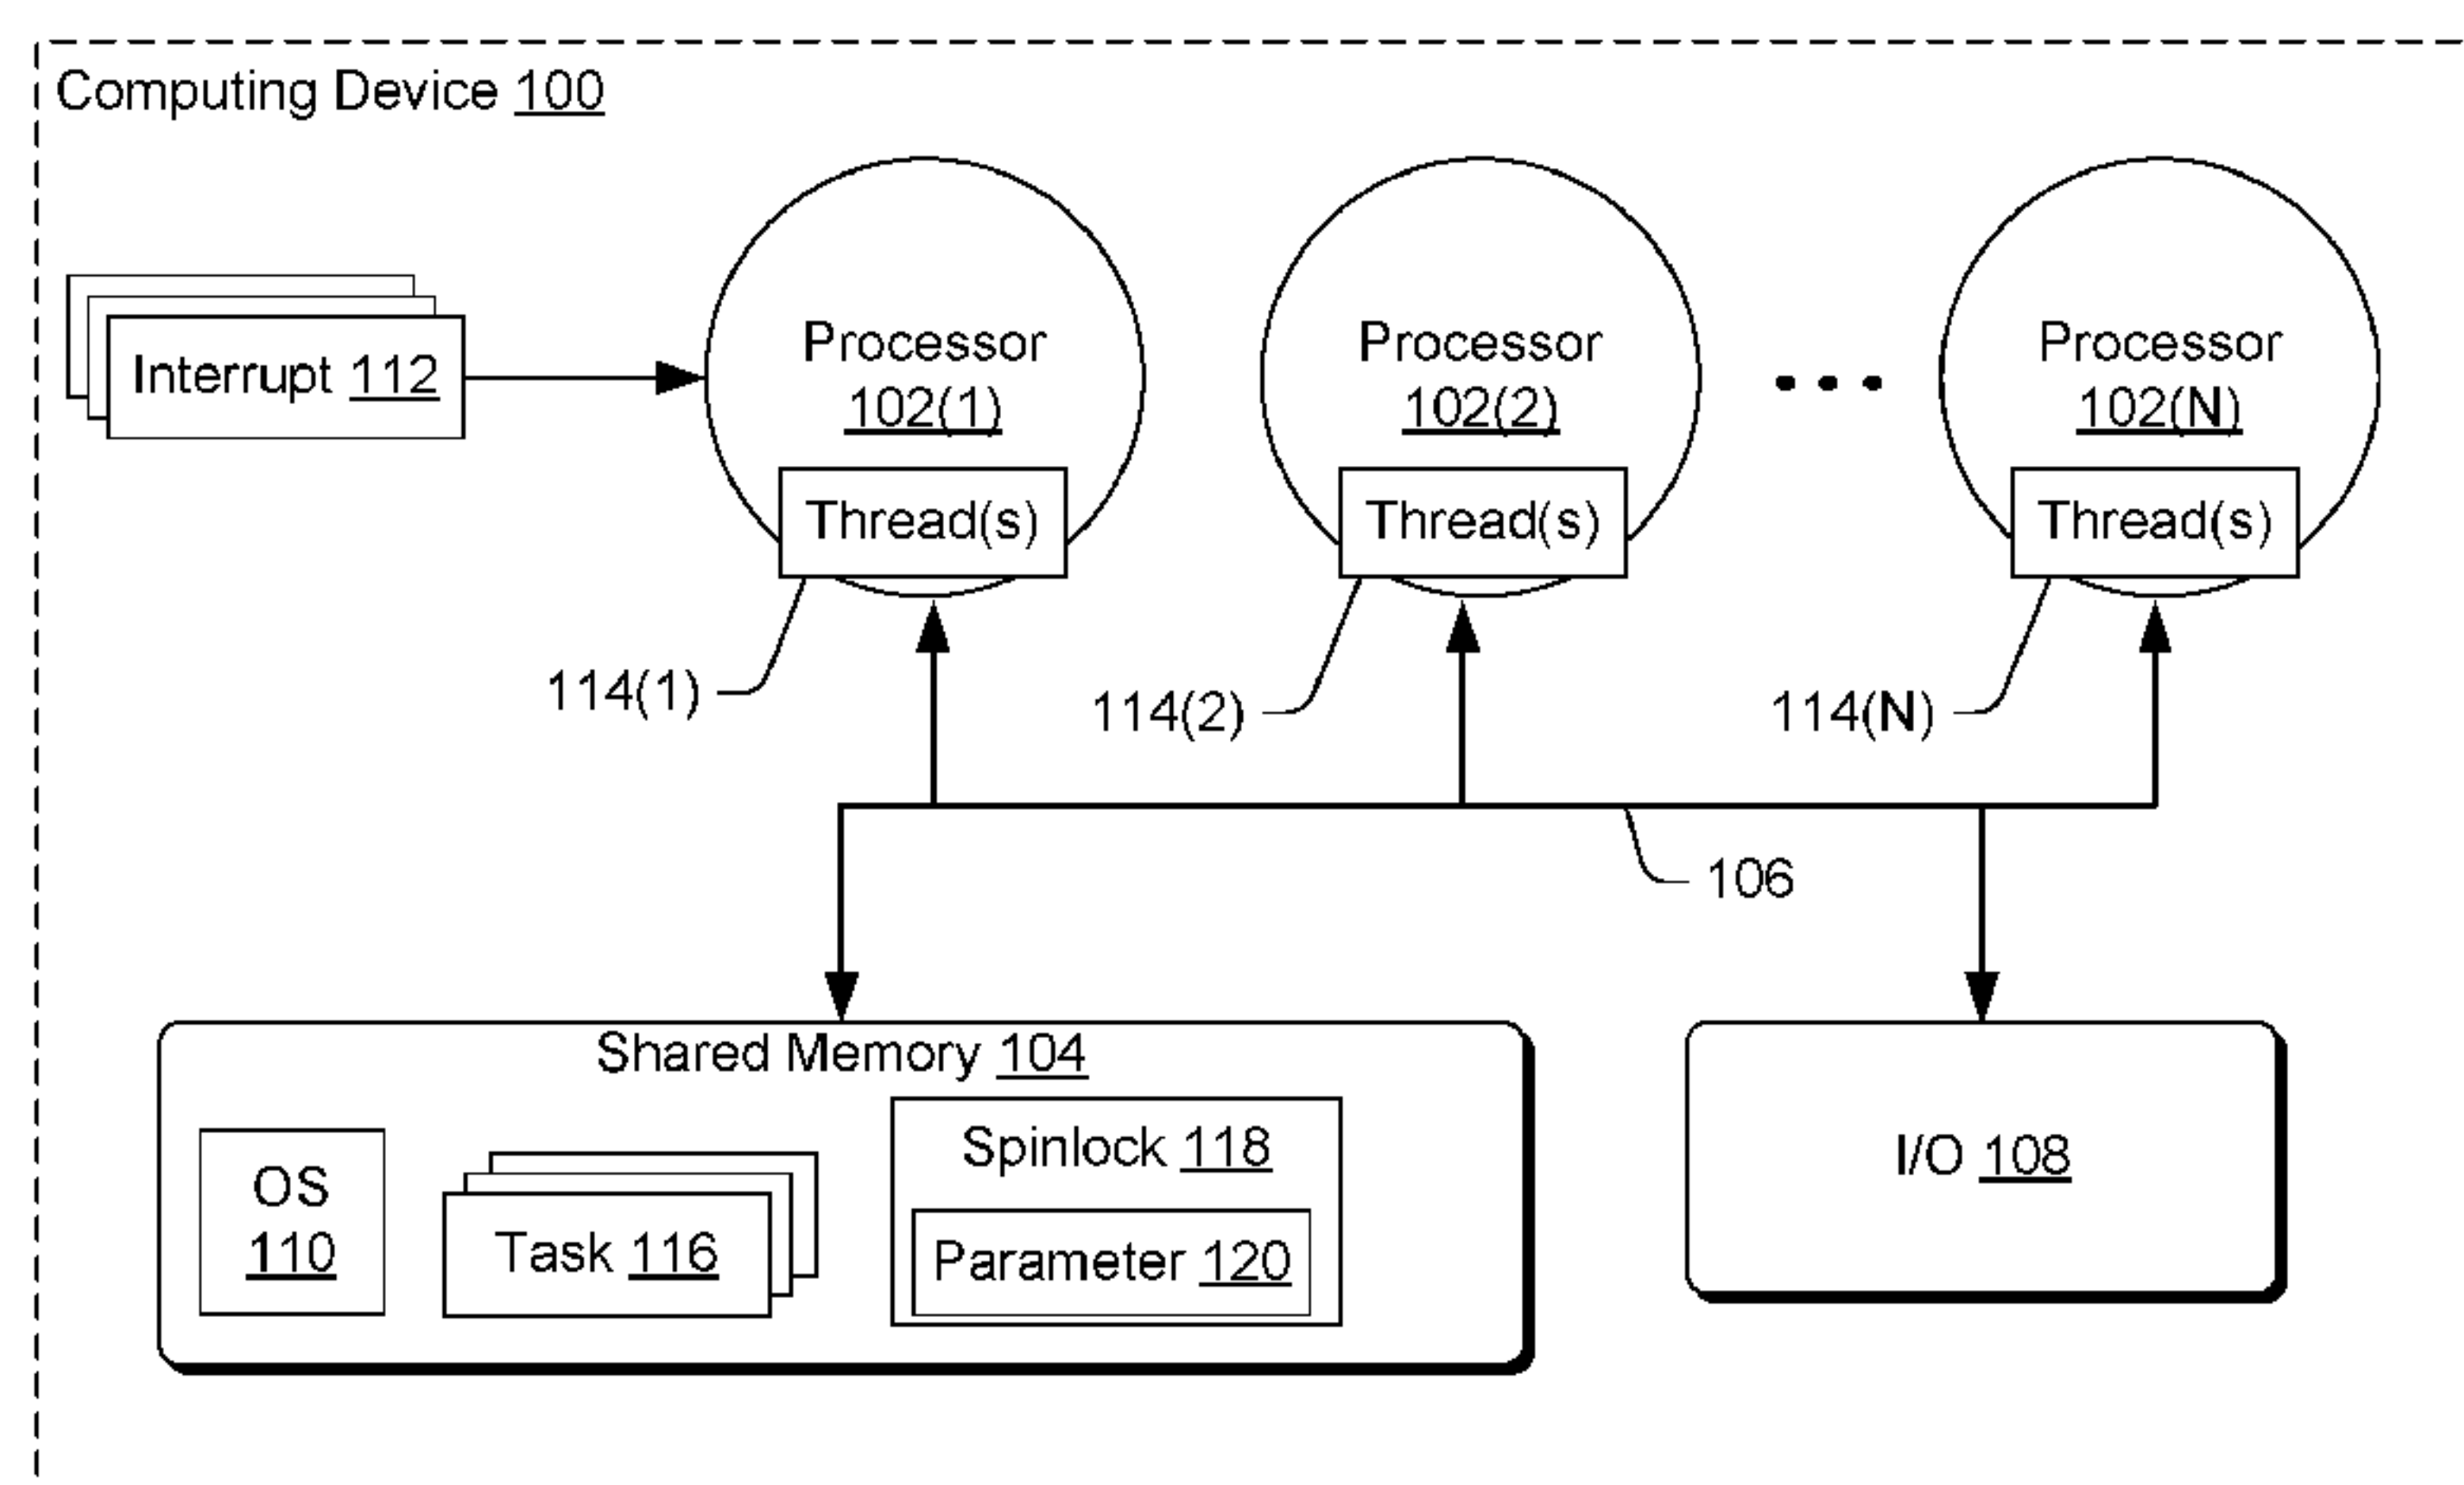 Computing Device 100
Interrupt 112
Processor
102(1)
Thread(s)
Processor
102(2)
Thread(s)
Processor
102(N)
Thread(s)
114(1)
114(2)
114(N)
106
Shared Memory 104
OS
110
Task 116
Spinlock 118
Parameter 120
I/O 108